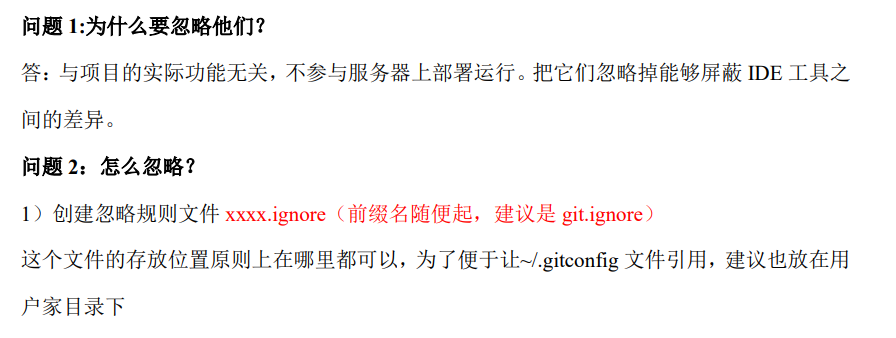 问题 1:为什么要忽略他们？
答：与项目的实际功能无关，不参与服务器上部署运行。把它们忽略掉能够屏蔽 IDE 工具之
间的差异。
问题 2：怎么忽略？
1）创建忽略规则文件 xxxx.ignore（前缀名随便起，建议是 git.ignore）
这个文件的存放位置原则上在哪里都可以，为了便于让~/.gitconfig 文件引用，建议也放在用
户家目录下